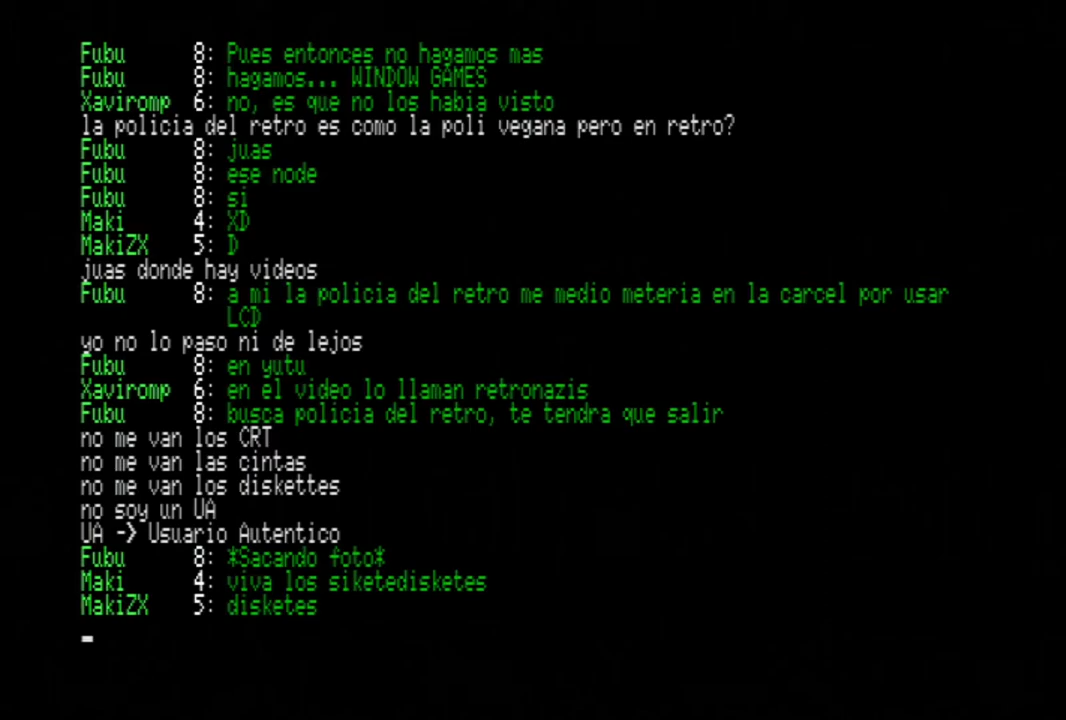 Fubu 8: Pues entonces no hagamos mas
Fubu 8: hagamos... WINDOW GAMES
Xaviromp 6: no, es que no los habia visto
la policia del retro es como la poli vegana pero en retro?
Fubu 8: juas
Fubu 8: ese node
Fubu 8: si
Maki 4: XD
MakiZX 5: D
juas donde hay videos
Fubu 8: a mi la policia del retro me medio meteria en la carcel por usar
LCD
yo no lo paso ni de lejos
Fubu 8: en yutu
Xaviromp 6: en el video lo llaman retronazis
Fubu 8: busca policia del retro, te tendra que salir
no me van los CRT
no me van las cintas
no me van los diskettes
no soy un UA
UA -> Usuario Autentico
Fubu 8: *Sacando foto*
Maki 4: viva los siketedisketes
MakiZX 5: disketes